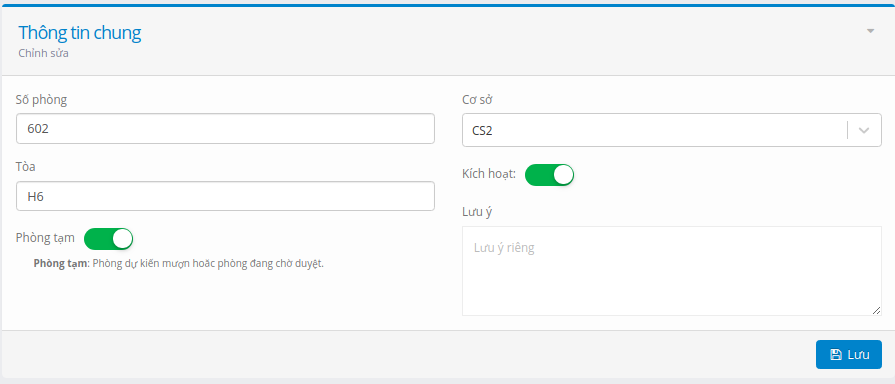 Thông tin chung
Chỉnh sửa
Số phòng
602
Tòa
H6
Phòng tạm
Phòng tạm: Phòng dự kiến mượn hoặc phòng đang chờ duyệt.
Cơ sở
CS2
Kích hoạt:
Lưu ý
Lưu ý riêng
Lưu